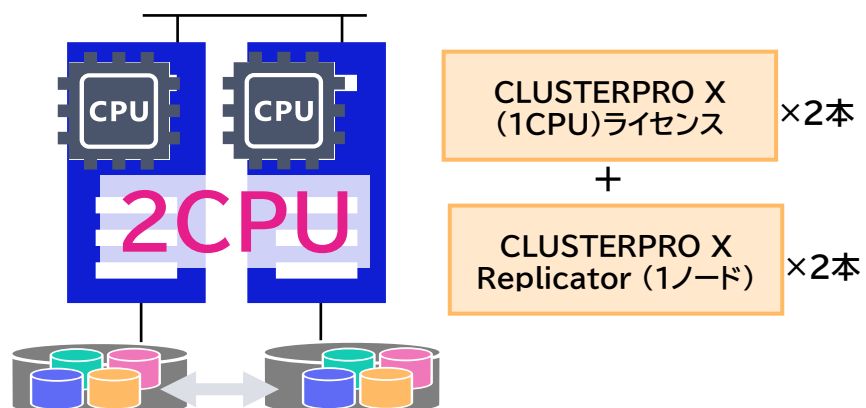 CPU
CPU
2CPU
CLUSTERPRO X
(1CPU)ライセンス
×2本
+
CLUSTERPRO X
Replicator (1ノード)
×2本